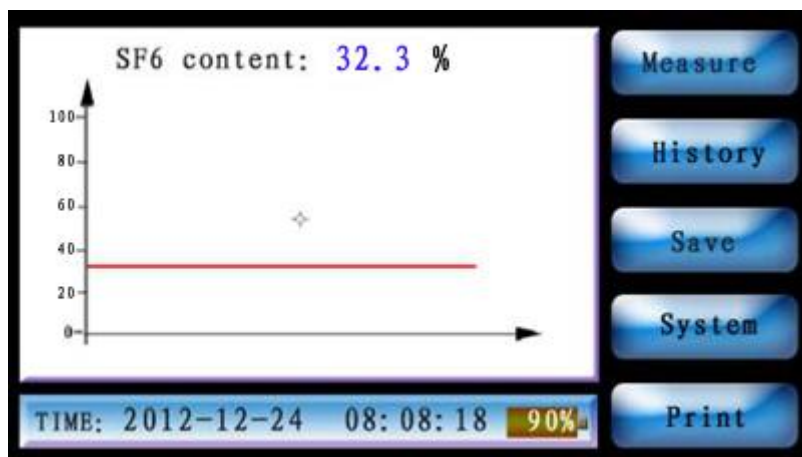 SF6 content: 32.3 %
100
80
60
40
20
0
TIME: 2012-12-24 08:08:18 90%
Measure
History
Save
System
Print